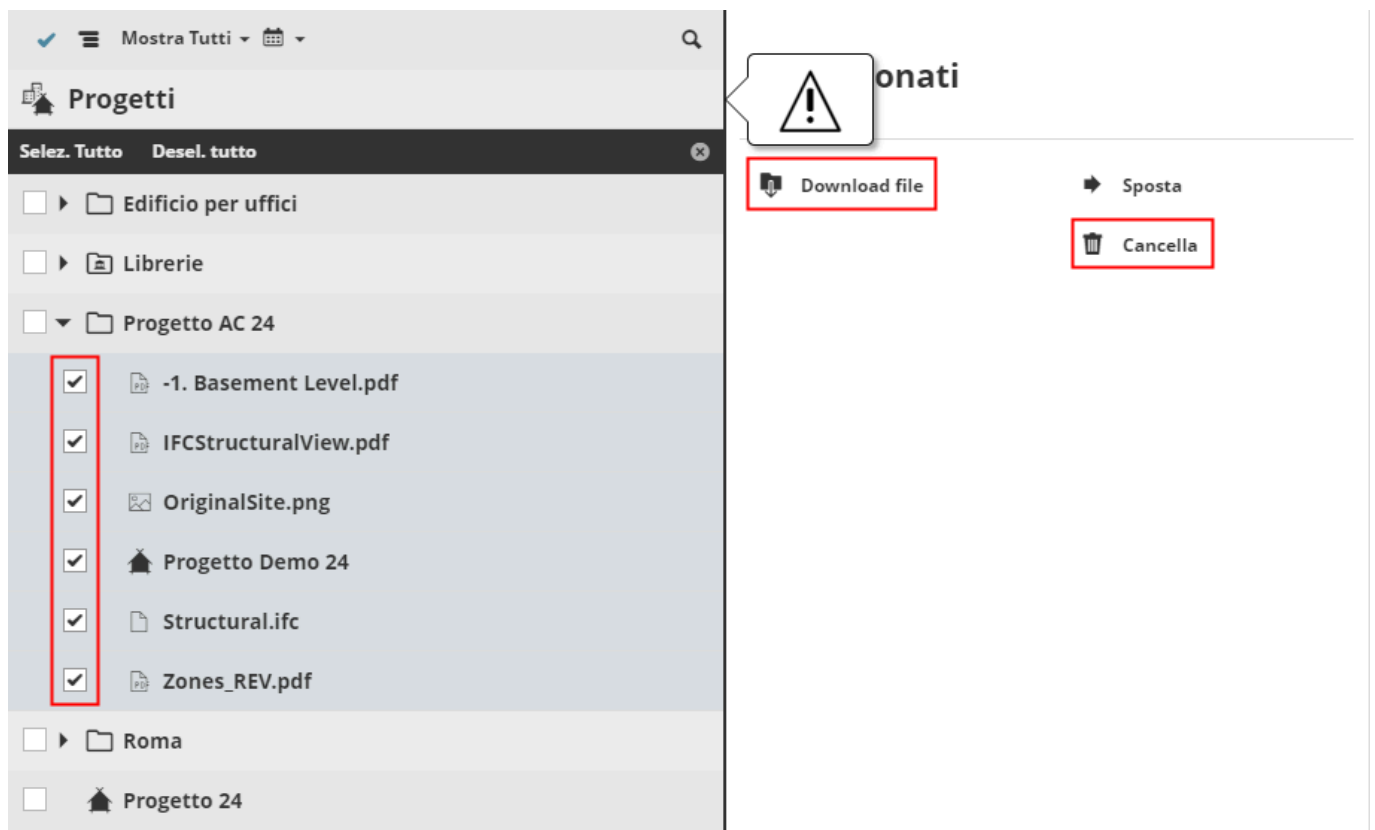 Mostra Tutti
Progetti
Selez. Tutto Desel. tutto
Edificio per uffici
Librerie
Progetto AC 24
-1. Basement Level.pdf
IFCStructuralView.pdf
OriginalSite.png
Progetto Demo 24
Structural.ifc
Zones_REV.pdf
Roma
Progetto 24
onati
Download file
Sposta
Cancella